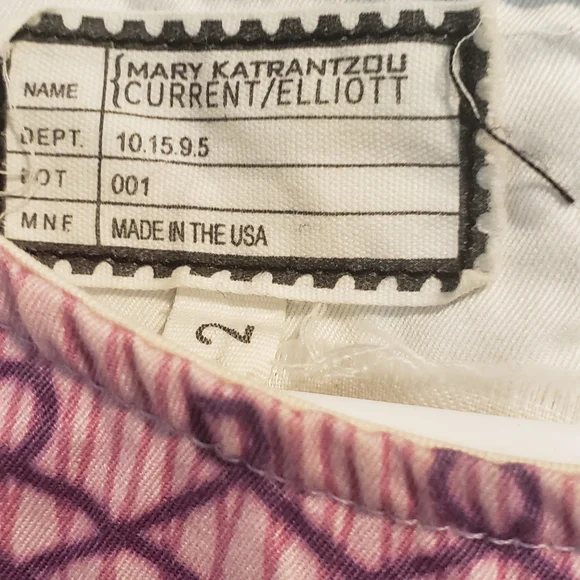 NAME {MARY KATRANTZOU
{CURRENT/ELLIOTT
DEPT. 10.15.9.5
LOT 001
MNF. MADE IN THE USA
2